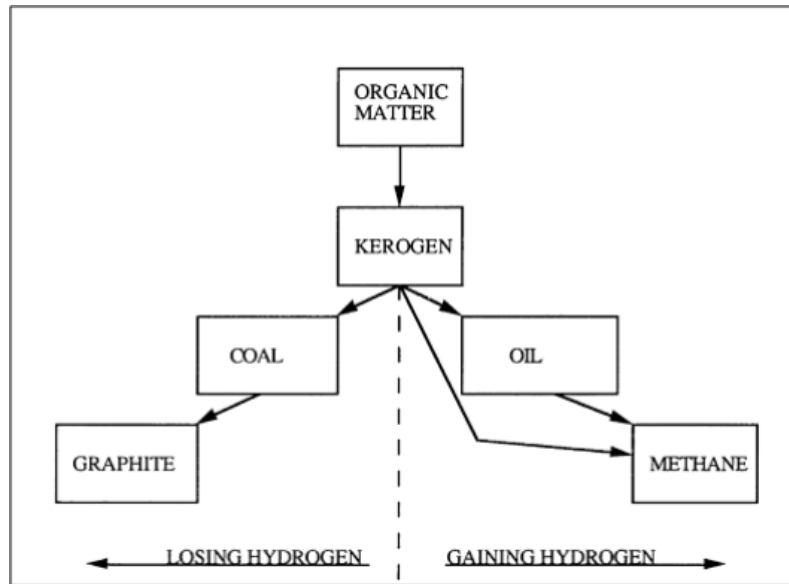 ORGANIC
MATTER
KEROGEN
COAL
OIL
GRAPHITE
METHANE
LOSING HYDROGEN
GAINING HYDROGEN